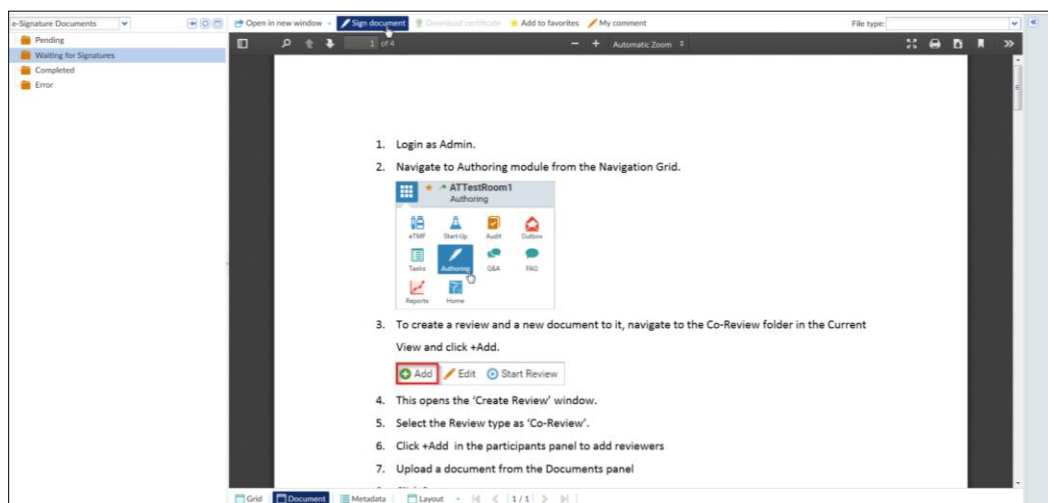 e-Signature Documents
Open in new window
Sign document
Download certificate
Add to favorites
My comment
File type:
Pending
Waiting for Signatures
Completed
Error
1 of 4
Automatic Zoom
1. Login as Admin.
2. Navigate to Authoring module from the Navigation Grid.
ATTestRoom1
Authoring
eTMF Start-Up Audit Outbox
Tasks Authoring Q&A FAQ
Reports Home
3. To create a review and a new document to it, navigate to the Co-Review folder in the Current
View and click +Add.
Add Edit Start Review
4. This opens the ‘Create Review’ window.
5. Select the Review type as ‘Co-Review’.
6. Click +Add in the participants panel to add reviewers
7. Upload a document from the Documents panel
Grid Document Metadata Layout 1 / 1